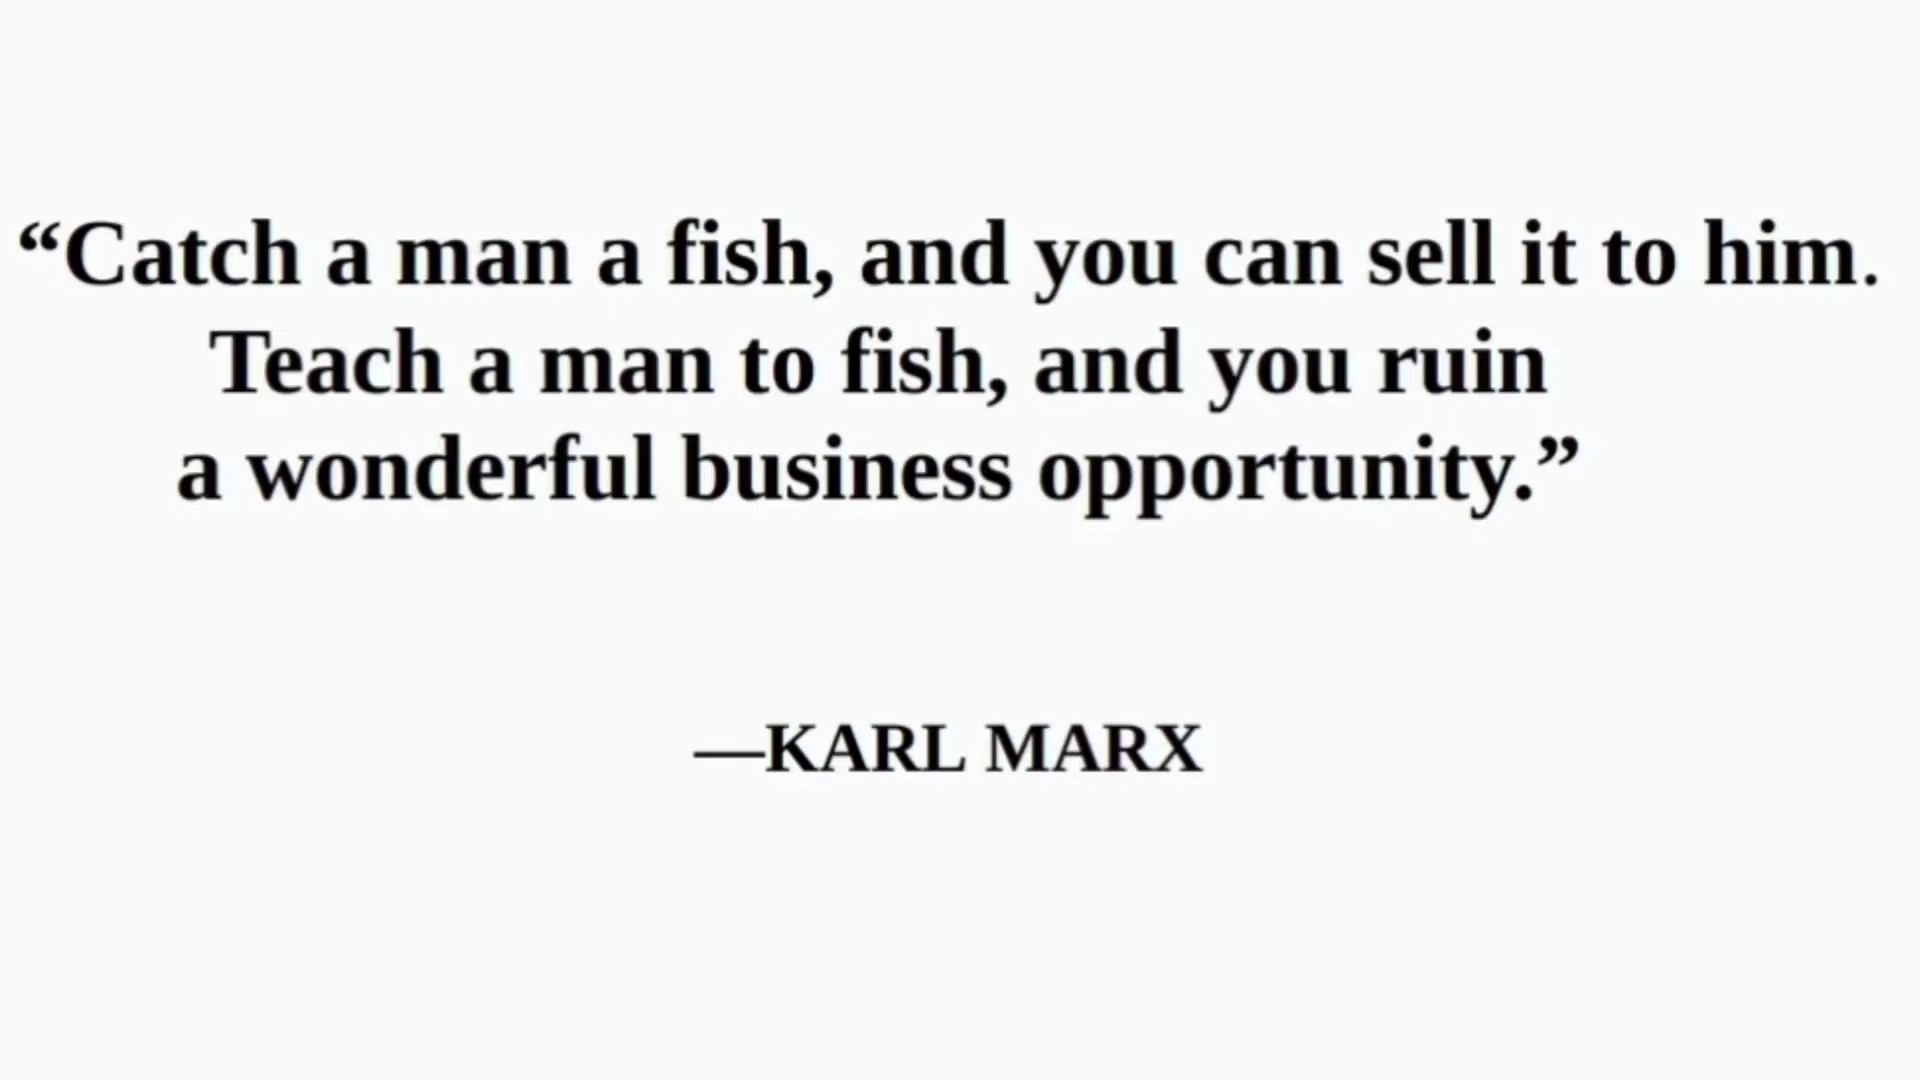 “Catch a man a fish, and you can sell it to him.
Teach a man to fish, and you ruin
a wonderful business opportunity.”
—KARL MARX